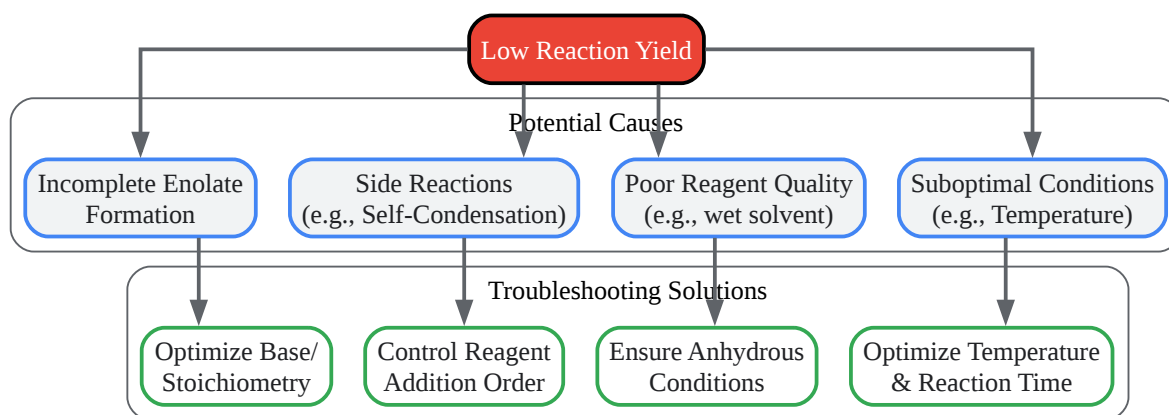 Low Reaction Yield
Potential Causes
Incomplete Enolate
Formation
Side Reactions
(e.g., Self-Condensation)
Poor Reagent Quality
(e.g., wet solvent)
Suboptimal Conditions
(e.g., Temperature)
Troubleshooting Solutions
Optimize Base/
Stoichiometry
Control Reagent
Addition Order
Ensure Anhydrous
Conditions
Optimize Temperature
& Reaction Time